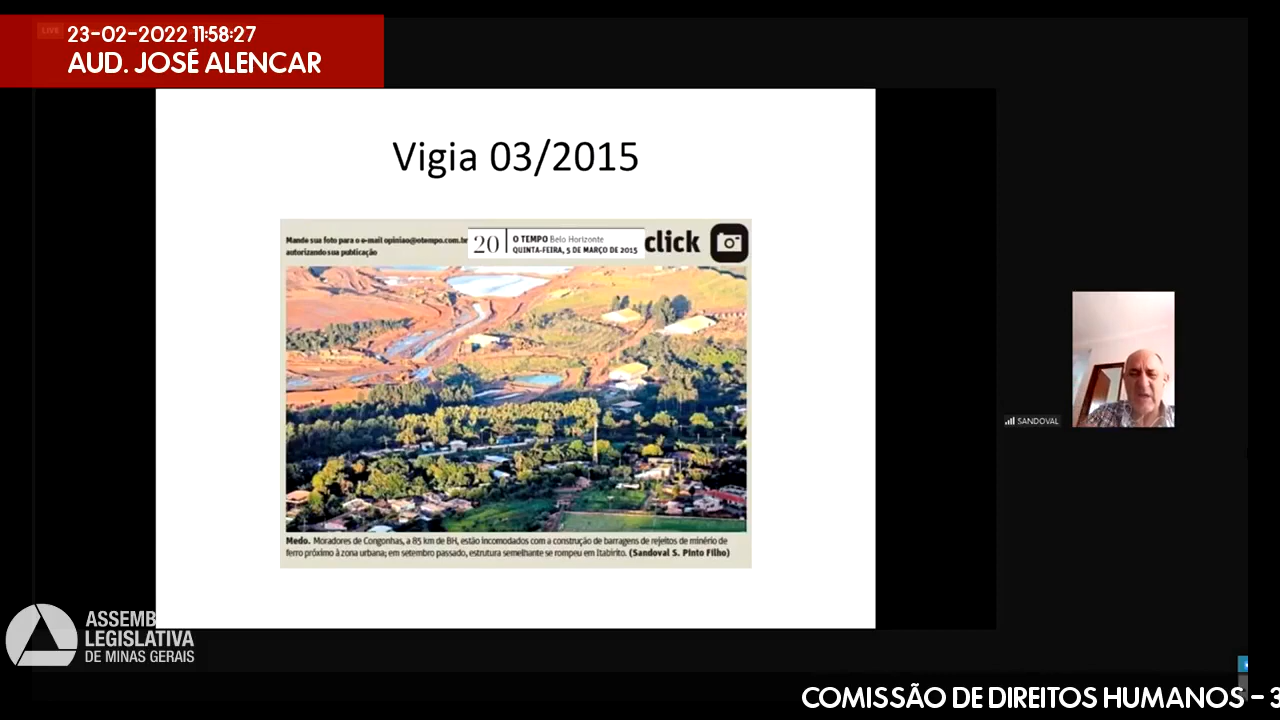 LIVE
23-02-2022 11:58:27
AUD. JOSÉ ALENCAR
Vigia 03/2015
Mande sua foto para o e-mail opiniao@otempo.com.br
autorizando sua publicação
20
O TEMPO Belo Horizonte
QUINTA-FEIRA, 5 DE MARÇO DE 2015
click
Medo. Moradores de Congonhas, a 85 km de BH, estão incomodados com a construção de barragens de rejeitos de minério de
ferro próximo à zona urbana; em setembro passado, estrutura semelhante se rompeu em Itabirito. (Sandoval S. Pinto Filho)
SANDOVAL
ASSEMB
LEGISLATIVA
DE MINAS GERAIS
COMISSÃO DE DIREITOS HUMANOS - 3